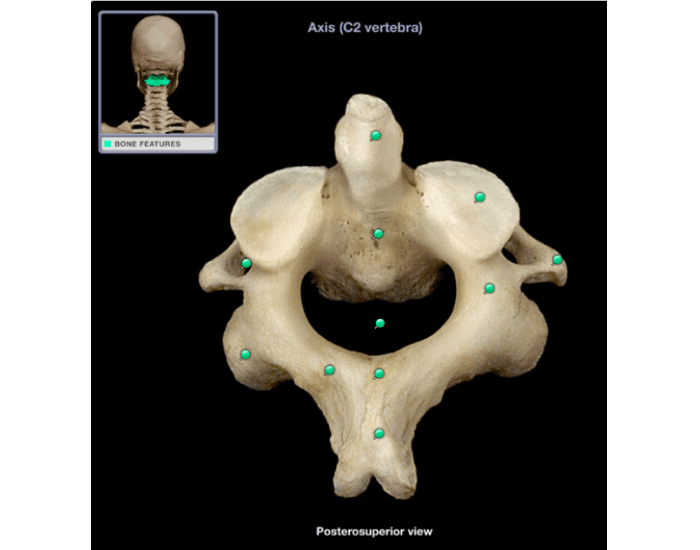 Axis (C2 vertebra)
BONE FEATURES
Posterosuperior view